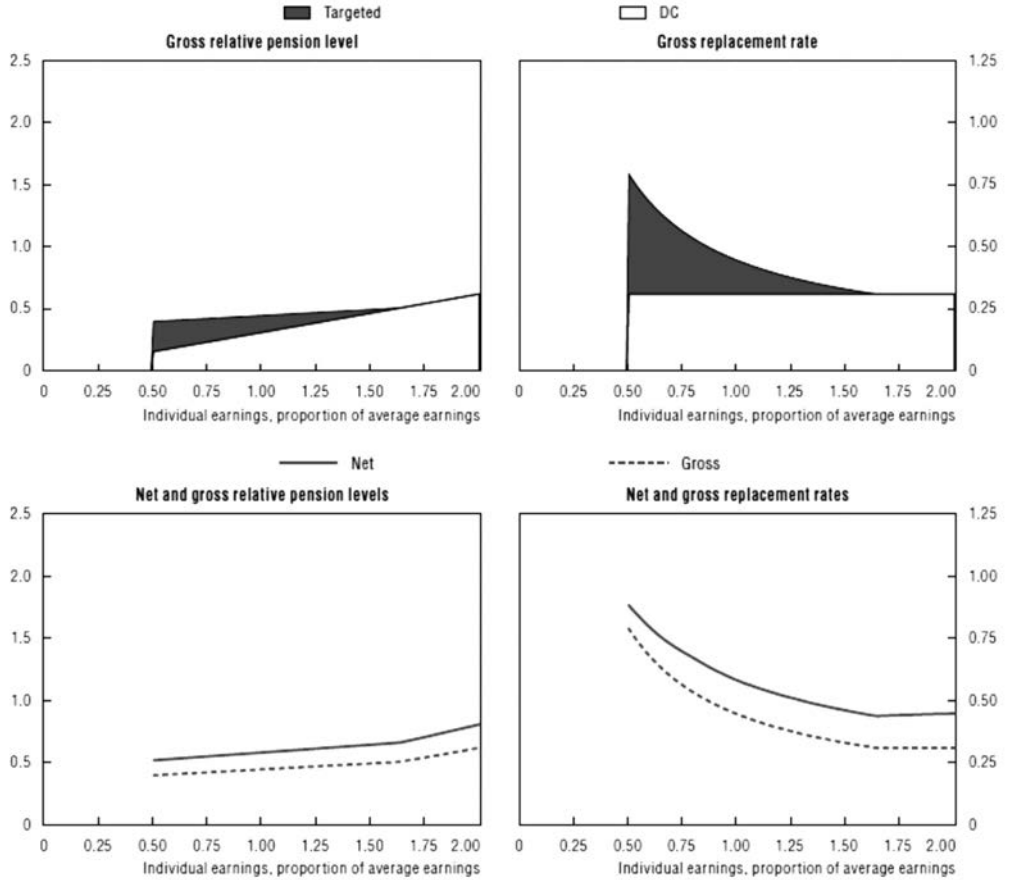 Targeted DC
Gross relative pension level Gross replacement rate
2.5 1.25
2.0 1.00
1.5 0.75
1.0 0.50
0.5 0.25
0 0
0 0.25 0.50 0.75 1.00 1.25 1.50 1.75 2.00 0 0.25 0.50 0.75 1.00 1.25 1.50 1.75 2.00
Individual earnings, proportion of average earnings Individual earnings, proportion of average earnings
Net Gross
Net and gross relative pension levels Net and gross replacement rates
2.5 1.25
2.0 1.00
1.5 0.75
1.0 0.50
0.5 0.25
0 0
0 0.25 0.50 0.75 1.00 1.25 1.50 1.75 2.00 0 0.25 0.50 0.75 1.00 1.25 1.50 1.75 2.00
Individual earnings, proportion of average earnings Individual earnings, proportion of average earnings